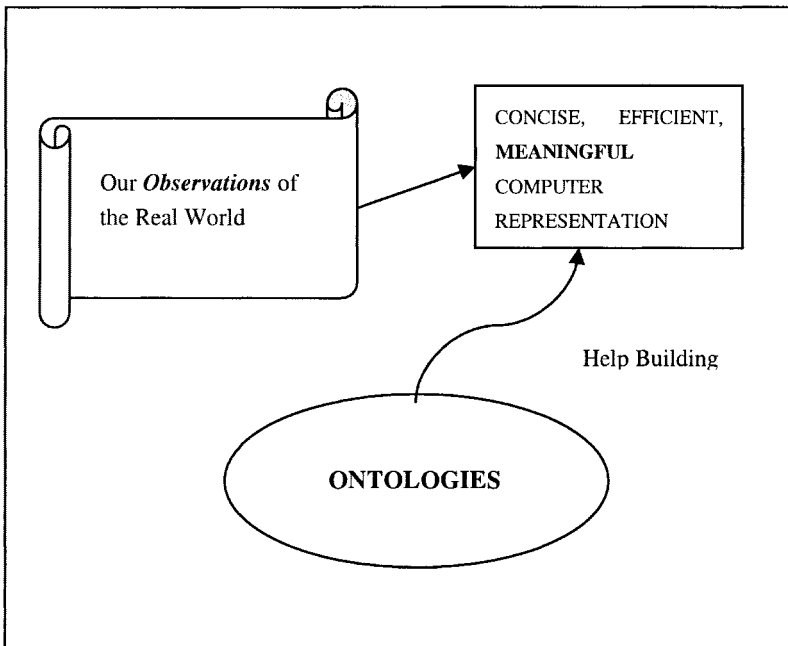 Our Observations of
the Real World
CONCISE, EFFICIENT,
MEANINGFUL
COMPUTER
REPRESENTATION
Help Building
ONTOLOGIES